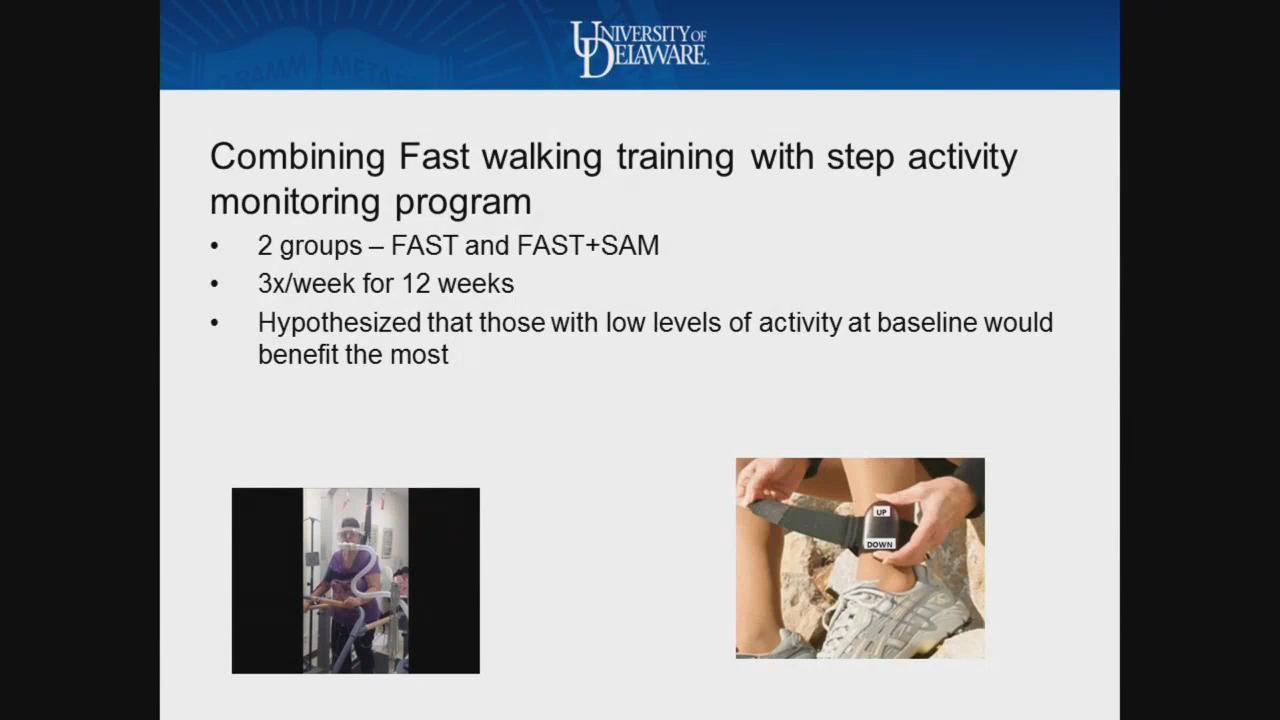 UNIVERSITY OF
DELAWARE
GRAMM METAP
Combining Fast walking training with step activity
monitoring program
• 2 groups – FAST and FAST+SAM
• 3x/week for 12 weeks
• Hypothesized that those with low levels of activity at baseline would
benefit the most
UP
DOWN